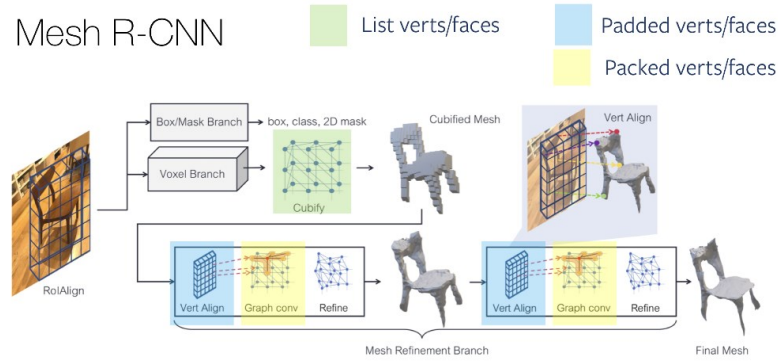 Mesh R-CNN
List verts/faces
Padded verts/faces
Packed verts/faces
Box/Mask Branch
box, class, 2D mask
Cubified Mesh
Vert Align
Voxel Branch
Cubify
RoIAlign
Vert Align
Graph conv
Refine
Vert Align
Graph conv
Refine
Mesh Refinement Branch
Final Mesh